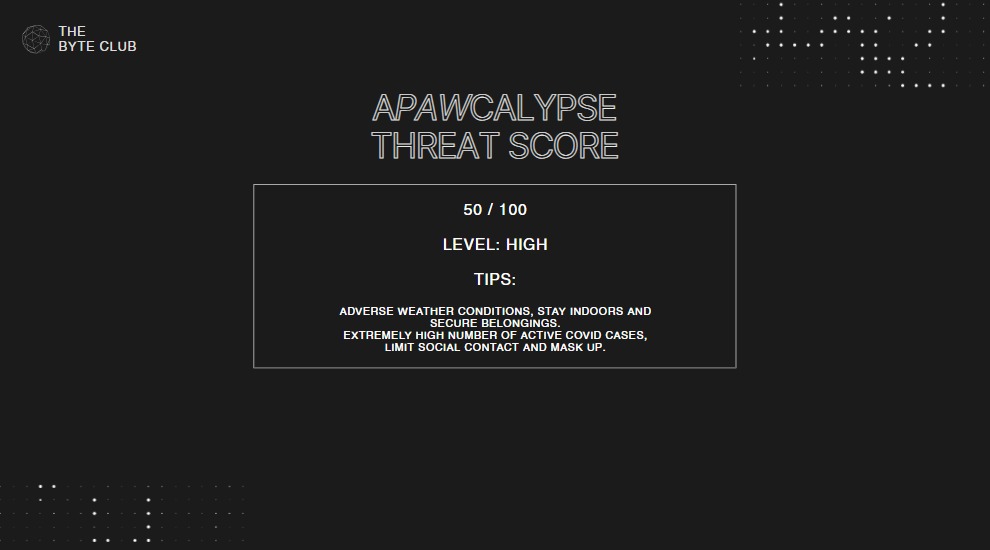 THE
BYTE CLUB
APAWCALYPSE
THREAT SCORE
50 / 100
LEVEL: HIGH
TIPS:
ADVERSE WEATHER CONDITIONS, STAY INDOORS AND
SECURE BELONGINGS.
EXTREMELY HIGH NUMBER OF ACTIVE COVID CASES,
LIMIT SOCIAL CONTACT AND MASK UP.